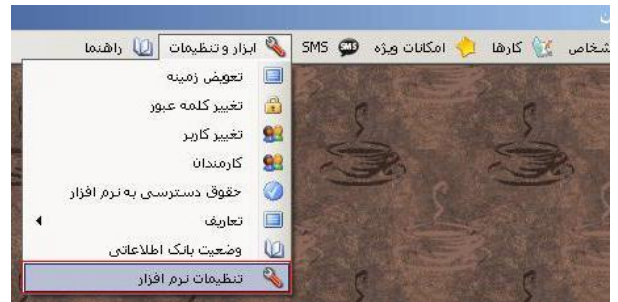 شخاص کارها امکانات ویژه SMS ابزار و تنظیمات راهنما
تعویض زمینه
تغییر کلمه عبور
تغییر کاربر
کارمندان
حقوق دسترسی به نرم افزار
تعاریف
وضعیت بانک اطلاعاتی
تنظیمات نرم افزار